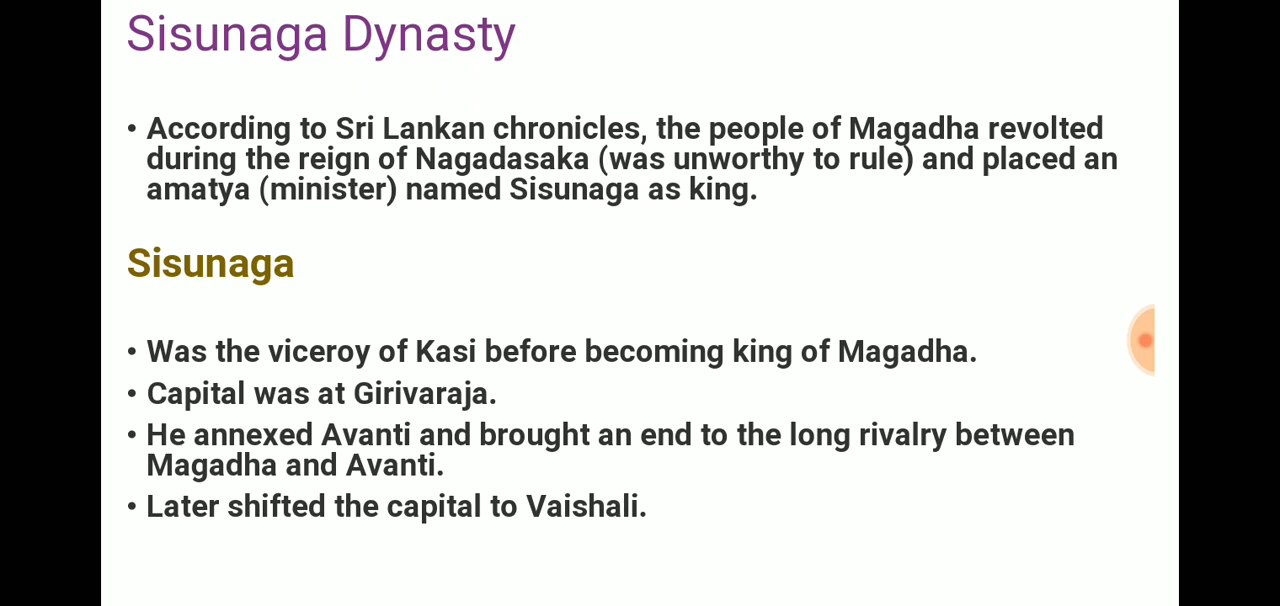 Sisunaga Dynasty
• According to Sri Lankan chronicles, the people of Magadha revolted
during the reign of Nagadasaka (was unworthy to rule) and placed an
amatya (minister) named Sisunaga as king.
Sisunaga
• Was the viceroy of Kasi before becoming king of Magadha.
• Capital was at Girivaraja.
• He annexed Avanti and brought an end to the long rivalry between
Magadha and Avanti.
• Later shifted the capital to Vaishali.